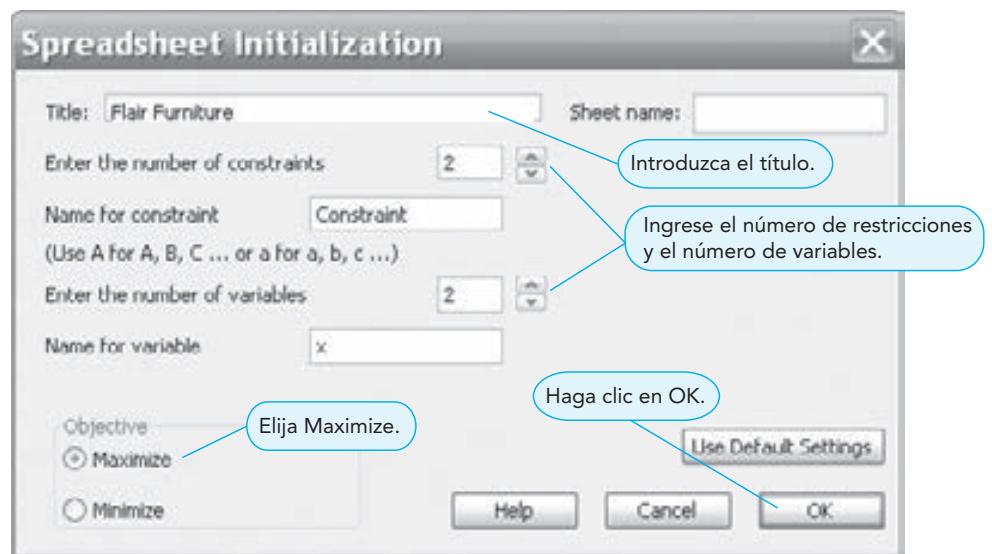 Spreadsheet Initialization
Title: Flair Furniture
Sheet name:
Introduzca el título.
Enter the number of constraints 2
Name for constraint Constraint
Ingrese el número de restricciones
y el número de variables.
(Use A for A, B, C ... or a for a, b, c ...)
Enter the number of variables 2
Name for variable x
Haga clic en OK.
Objective
Elija Maximize.
Maximize
Use Default Settings
Minimize
Help
Cancel
OK